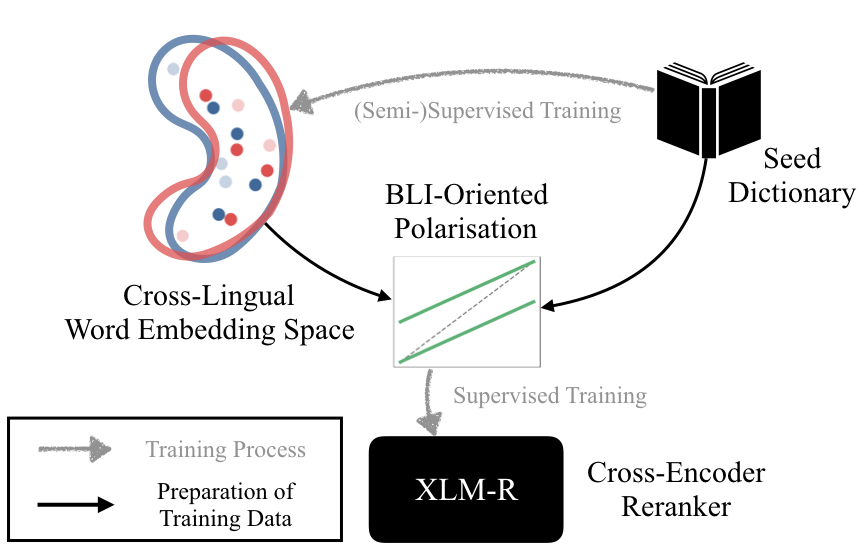 (Semi-)Supervised Training
Seed
Dictionary
BLI-Oriented
Polarisation
Cross-Lingual
Word Embedding Space
Supervised Training
Training Process
Preparation of
Training Data
XLM-R
Cross-Encoder
Reranker